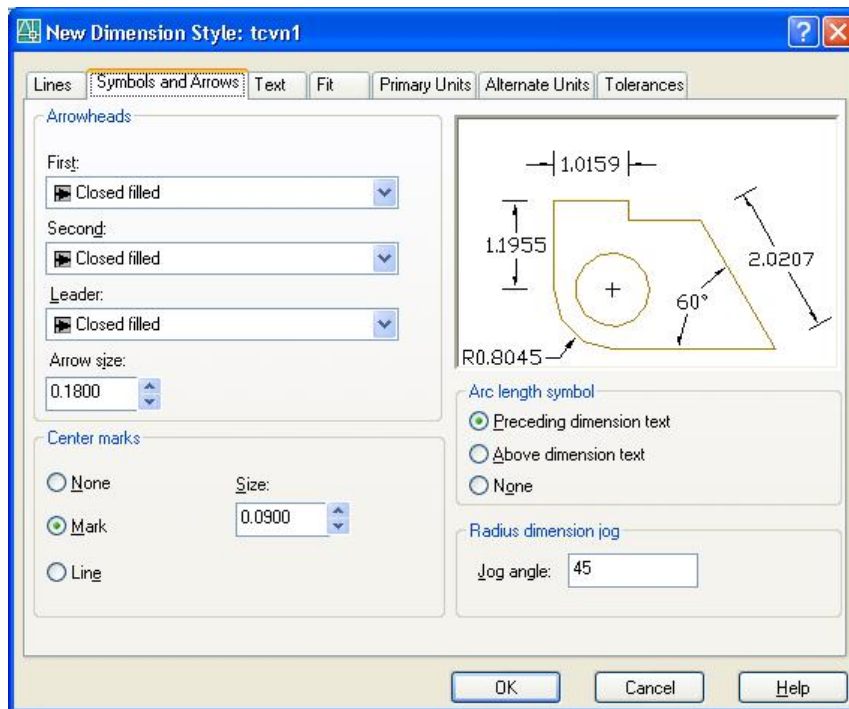 New Dimension Style: tcvn1
Lines Symbols and Arrows Text Fit Primary Units Alternate Units Tolerances
Arrowheads
First:
Closed filled
Second:
Closed filled
Leader:
Closed filled
Arrow size:
0.1800
Center marks
None
Mark
Line
Size:
0.0900
1.0159
1.1955
2.0207
60°
R0.8045
Arc length symbol
Preceding dimension text
Above dimension text
None
Radius dimension jog
Jog angle: 45
OK Cancel Help